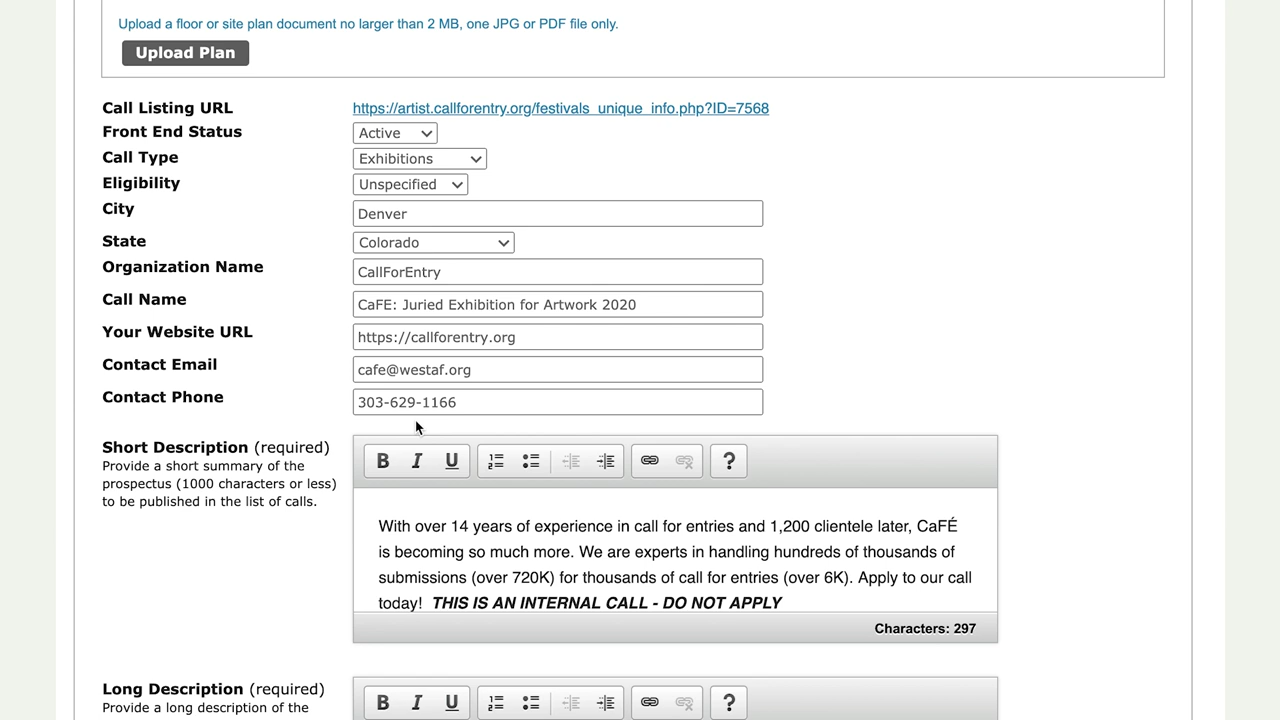 Upload a floor or site plan document no larger than 2 MB, one JPG or PDF file only.
Upload Plan
Call Listing URL https://artist.callforentry.org/festivals_unique_info.php?ID=7568
Front End Status Active
Call Type Exhibitions
Eligibility Unspecified
City Denver
State Colorado
Organization Name CallForEntry
Call Name CaFE: Juried Exhibition for Artwork 2020
Your Website URL https://callforentry.org
Contact Email cafe@westaf.org
Contact Phone 303-629-1166
Short Description (required)
Provide a short summary of the
prospectus (1000 characters or less)
to be published in the list of calls.
B I U ?
With over 14 years of experience in call for entries and 1,200 clientele later, CaFÉ
is becoming so much more. We are experts in handling hundreds of thousands of
submissions (over 720K) for thousands of call for entries (over 6K). Apply to our call
today! THIS IS AN INTERNAL CALL - DO NOT APPLY
Characters: 297
Long Description (required)
Provide a long description of the
B I U ?